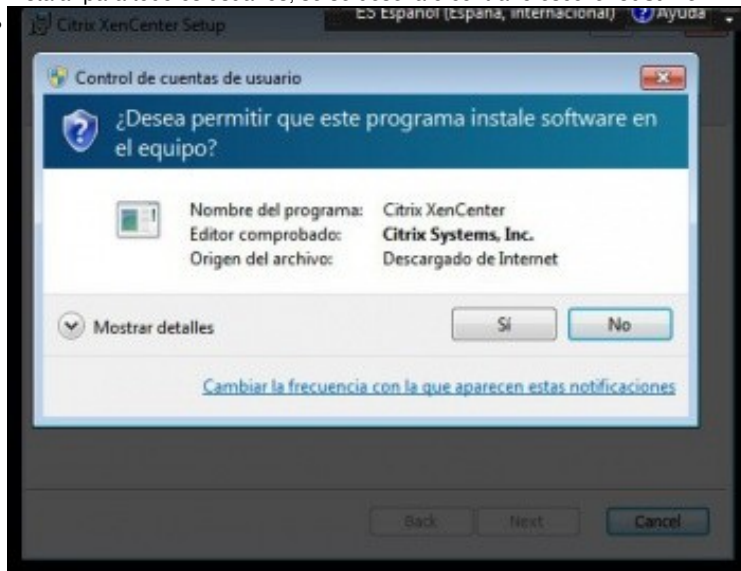 ES Español (España, internacional) Ayuda
Citrix XenCenter Setup
Control de cuentas de usuario
¿Desea permitir que este programa instale software en
el equipo?
Nombre del programa: Citrix XenCenter
Editor comprobado: Citrix Systems, Inc.
Origen del archivo: Descargado de Internet
Mostrar detalles
Sí No
Cambiar la frecuencia con la que aparecen estas notificaciones
Back Next Cancel